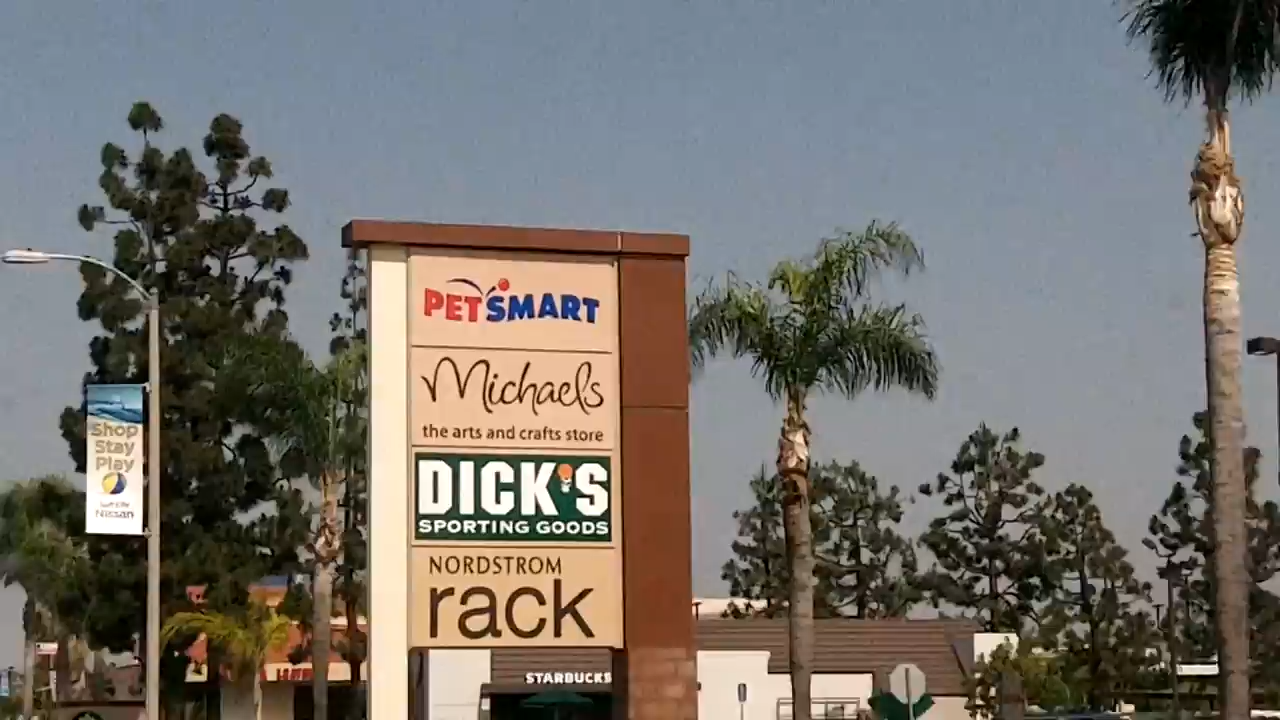 PETSMART
Michaels
the arts and crafts store
DICK'S
SPORTING GOODS
NORDSTROM
rack
STARBUCKS
Shop
Stay
Play
Nissan